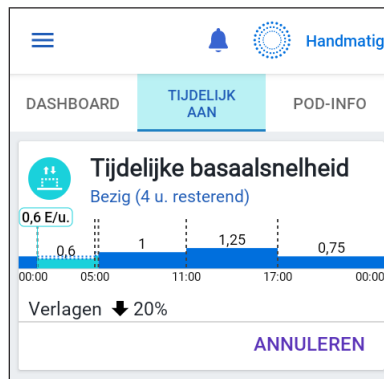 Handmatig
DASHBOARD
TIJDELIJK
AAN
POD-INFO
Tijdelijke basaalsnelheid
Bezig (4 u. resterend)
0,6 E/u.
0,6 1 1,25 0,75
00:00 05:00 11:00 17:00 00:00
Verlagen 20%
ANNULEREN